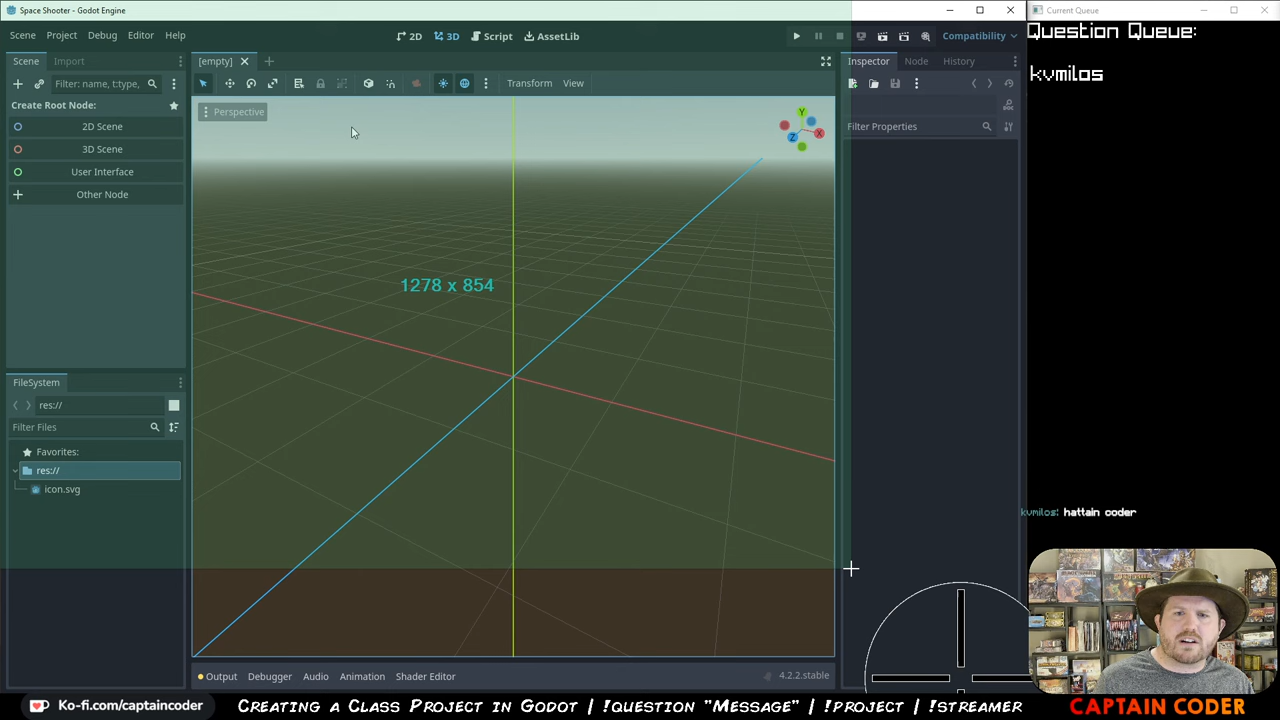 Space Shooter - Godot Engine
Current Queue
Scene Project Debug Editor Help
2D 3D Script AssetLib
Compatibility
Question Queue:
kvmilos
Scene Import
[empty]
Inspector Node History
Filter: name, t:type,
Transform View
Create Root Node:
Perspective
Y
X
Z
Filter Properties
2D Scene
3D Scene
User Interface
Other Node
1278 x 854
FileSystem
res://
Filter Files
Favorites:
res://
icon.svg
kvmilos: hattain coder
Output Debugger Audio Animation Shader Editor
4.2.2.stable
Ko-fi.com/captaincoder
Creating a Class Project in Godot | !question "Message" | !project | !streamer
CAPTAIN CODER